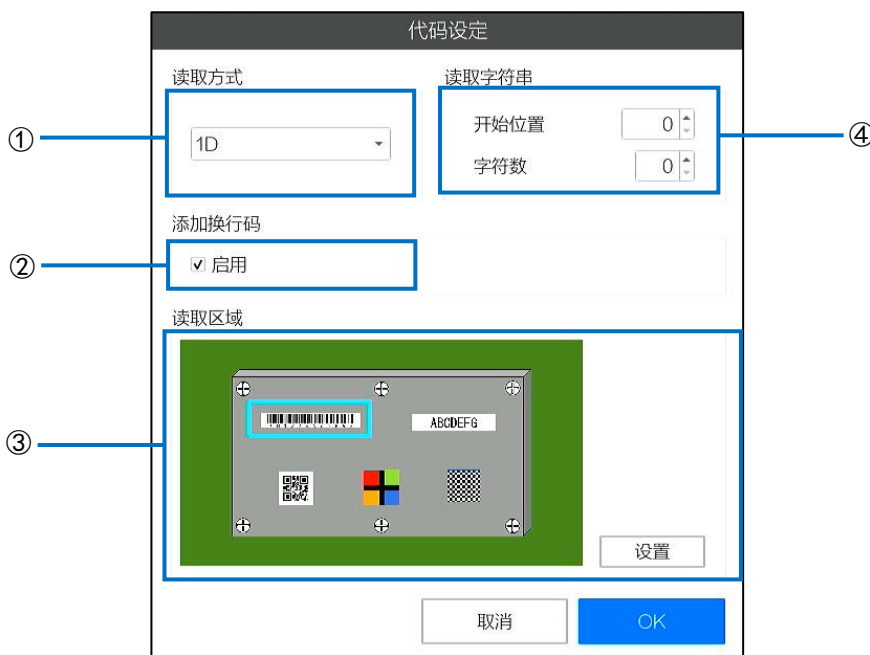 代码设定
读取方式
读取字符串
①
1D
开始位置 0
字符数 0
④
添加换行码
②
启用
读取区域
③
ABCDEFG
设置
取消
OK